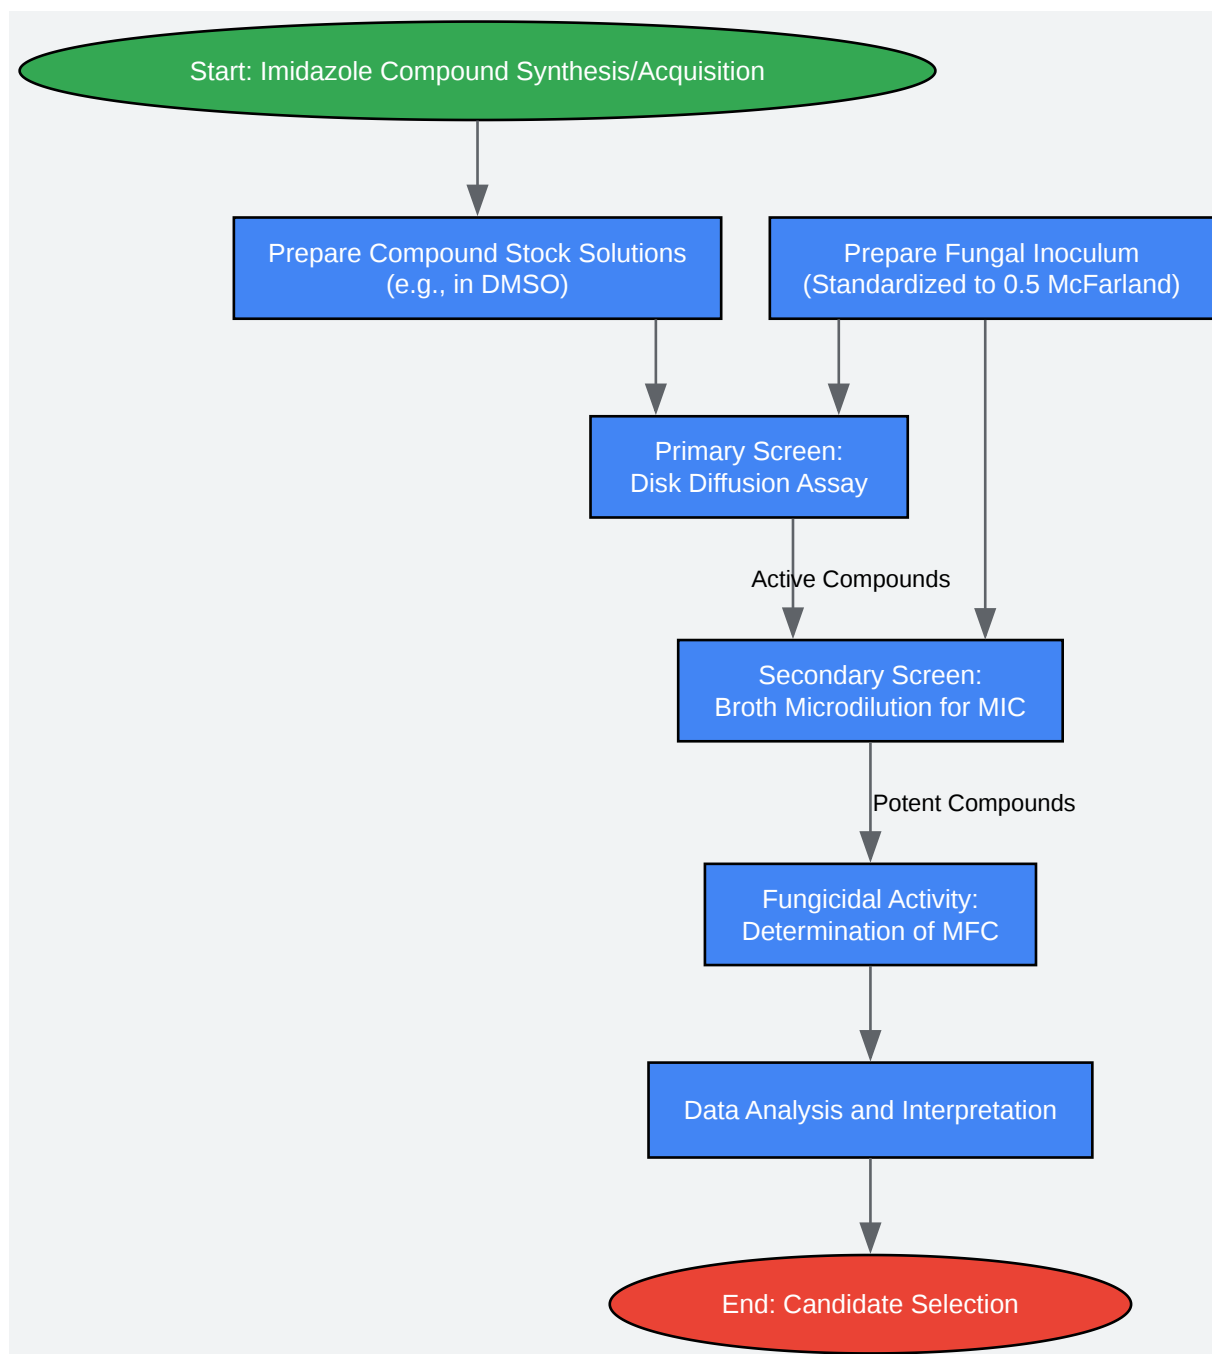 Start: Imidazole Compound Synthesis/Acquisition
Prepare Compound Stock Solutions
(e.g., in DMSO)
Prepare Fungal Inoculum
(Standardized to 0.5 McFarland)
Primary Screen:
Disk Diffusion Assay
Active Compounds
Secondary Screen:
Broth Microdilution for MIC
Potent Compounds
Fungicidal Activity:
Determination of MFC
Data Analysis and Interpretation
End: Candidate Selection